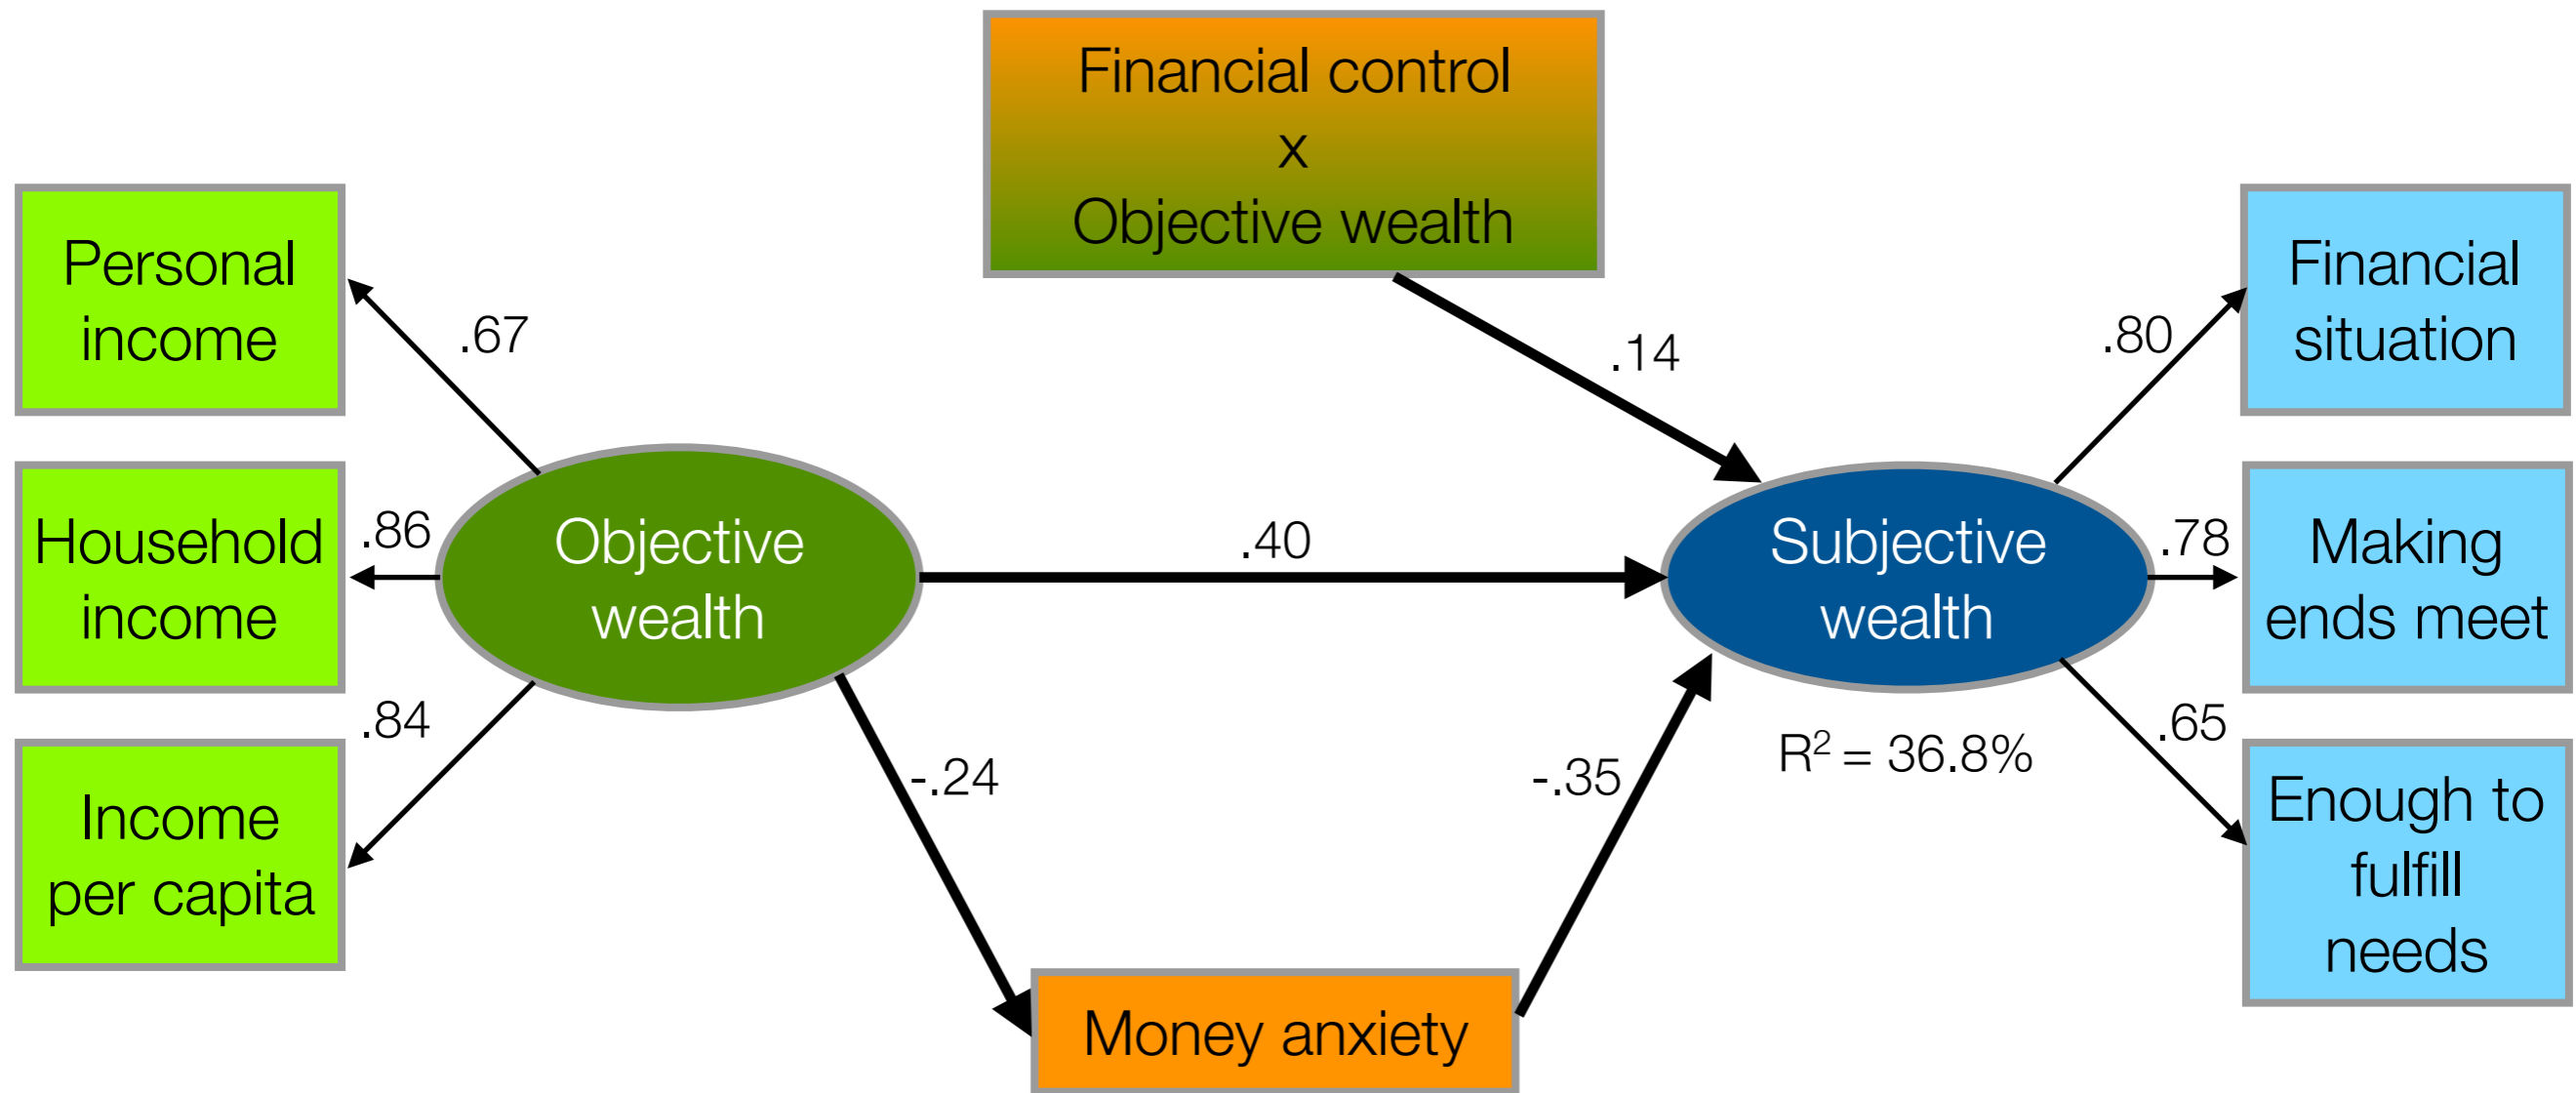 Financial control
x
Objective wealth
Personal
income
.67
.14
.80
Financial
situation
Household
income
.86
Objective
wealth
.40
Subjective
wealth
.78
Making
ends meet
.84
-.24
-.35
R² = 36.8%
.65
Income
per capita
Enough to
fulfill
needs
Money anxiety